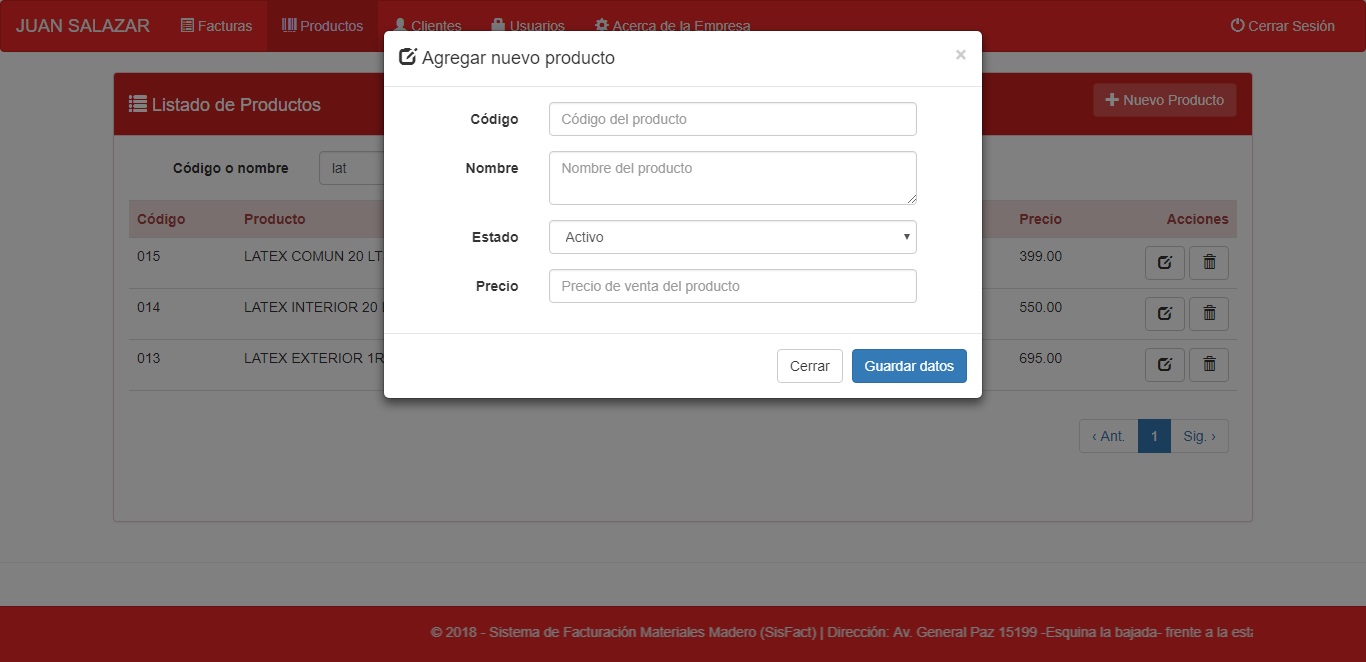 JUAN SALAZAR Facturas Productos Clientes Usuarios Acerca de la Empresa Cerrar Sesión
Agregar nuevo producto ×
Código Código del producto
Nombre Nombre del producto
Estado Activo
Precio Precio de venta del producto
Cerrar Guardar datos
Listado de Productos + Nuevo Producto
Código o nombre lat
Código Producto Precio Acciones
015 LATEX COMUN 20 LT 399.00
014 LATEX INTERIOR 20 550.00
013 LATEX EXTERIOR 1R 695.00
‹ Ant. 1 Sig. ›
© 2018 - Sistema de Facturación Materiales Madero (SisFact) | Dirección: Av. General Paz 15199 -Esquina la bajada- frente a la